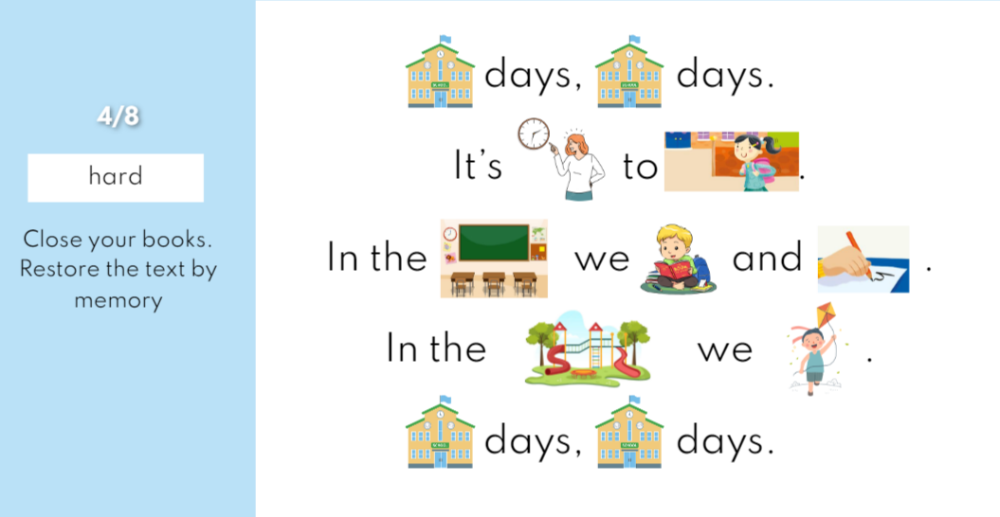 4/8
hard
Close your books.
Restore the text by
memory
days, days.
It's to .
In the we and .
In the we .
days, days.